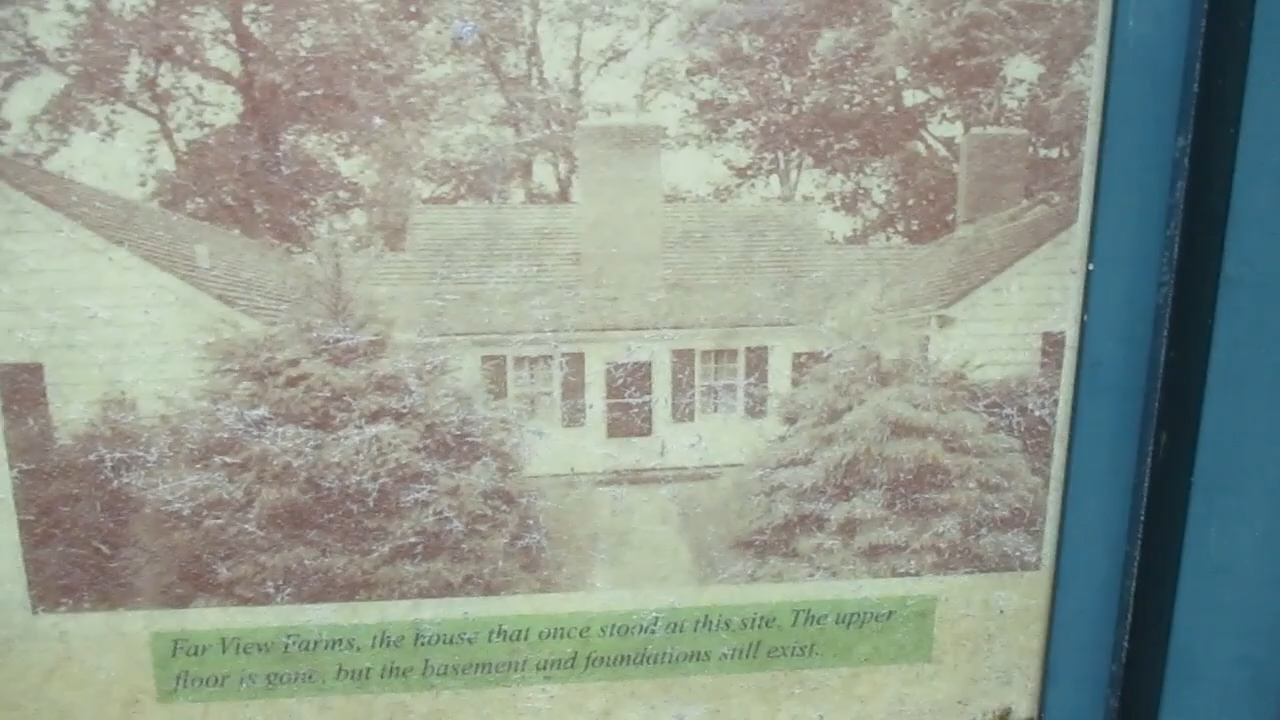 Far View Farms, the house that once stood at this site. The upper
floor is gone, but the basement and foundations still exist.